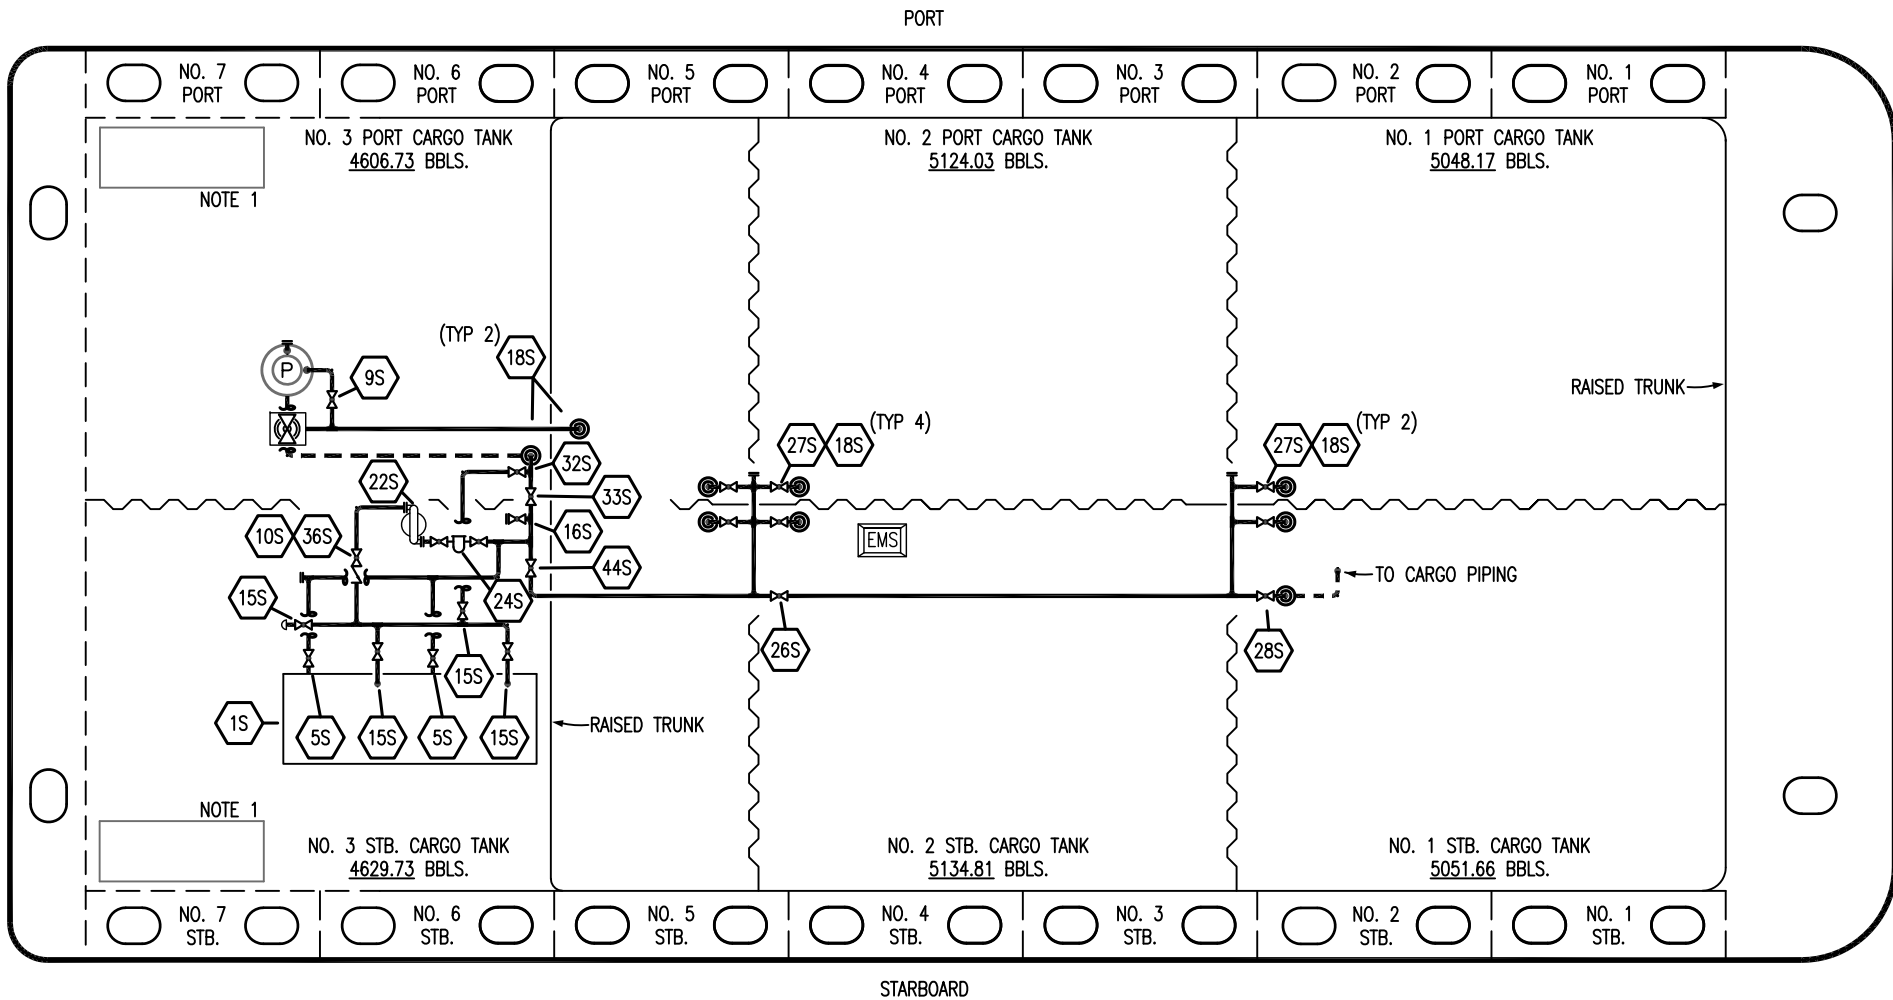 PORT
NO. 7
PORT
NO. 6
PORT
NO. 5
PORT
NO. 4
PORT
NO. 3
PORT
NO. 2
PORT
NO. 1
PORT
NO. 3 PORT CARGO TANK
4606.73 BBLS.
NO. 2 PORT CARGO TANK
5124.03 BBLS.
NO. 1 PORT CARGO TANK
5048.17 BBLS.
NOTE 1
(TYP 2)
18S
P
9S
RAISED TRUNK
27S
18S
(TYP 4)
27S
18S
(TYP 2)
32S
22S
33S
10S
36S
16S
EMS
44S
TO CARGO PIPING
15S
24S
26S
28S
15S
1S
5S
15S
5S
15S
RAISED TRUNK
NOTE 1
NO. 3 STB. CARGO TANK
4629.73 BBLS.
NO. 2 STB. CARGO TANK
5134.81 BBLS.
NO. 1 STB. CARGO TANK
5051.66 BBLS.
NO. 7
STB.
NO. 6
STB.
NO. 5
STB.
NO. 4
STB.
NO. 3
STB.
NO. 2
STB.
NO. 1
STB.
STARBOARD